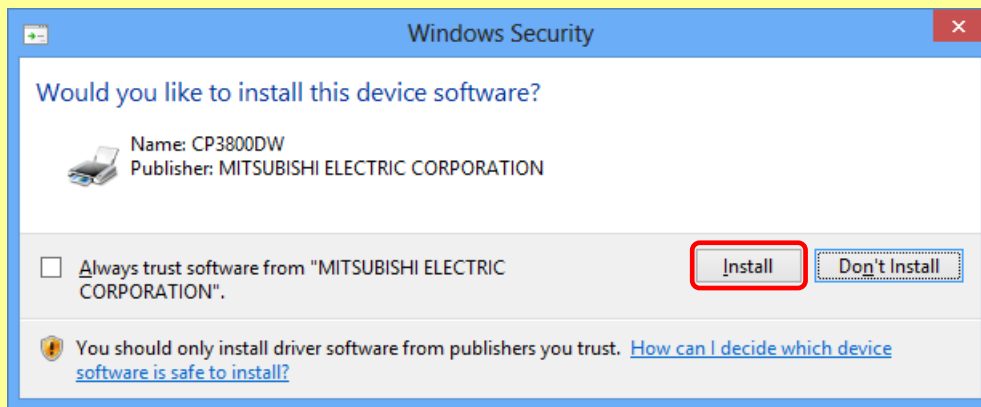 Windows Security
Would you like to install this device software?
Name: CP3800DW
Publisher: MITSUBISHI ELECTRIC CORPORATION
Always trust software from "MITSUBISHI ELECTRIC
CORPORATION".
Install
Don't Install
You should only install driver software from publishers you trust. How can I decide which device
software is safe to install?